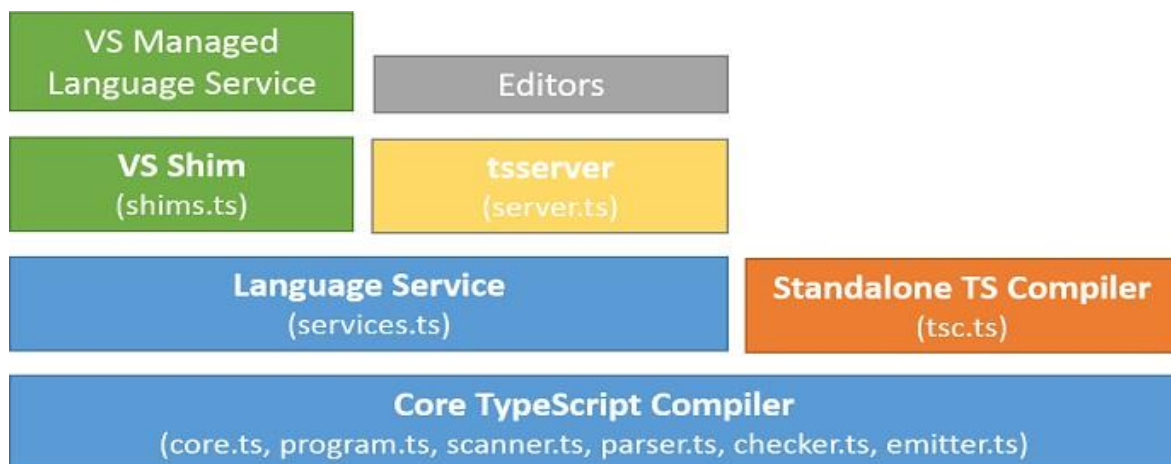 VS Managed
Language Service
Editors
VS Shim
(shims.ts)
tsserver
(server.ts)
Language Service
(services.ts)
Standalone TS Compiler
(tsc.ts)
Core TypeScript Compiler
(core.ts, program.ts, scanner.ts, parser.ts, checker.ts, emitter.ts)